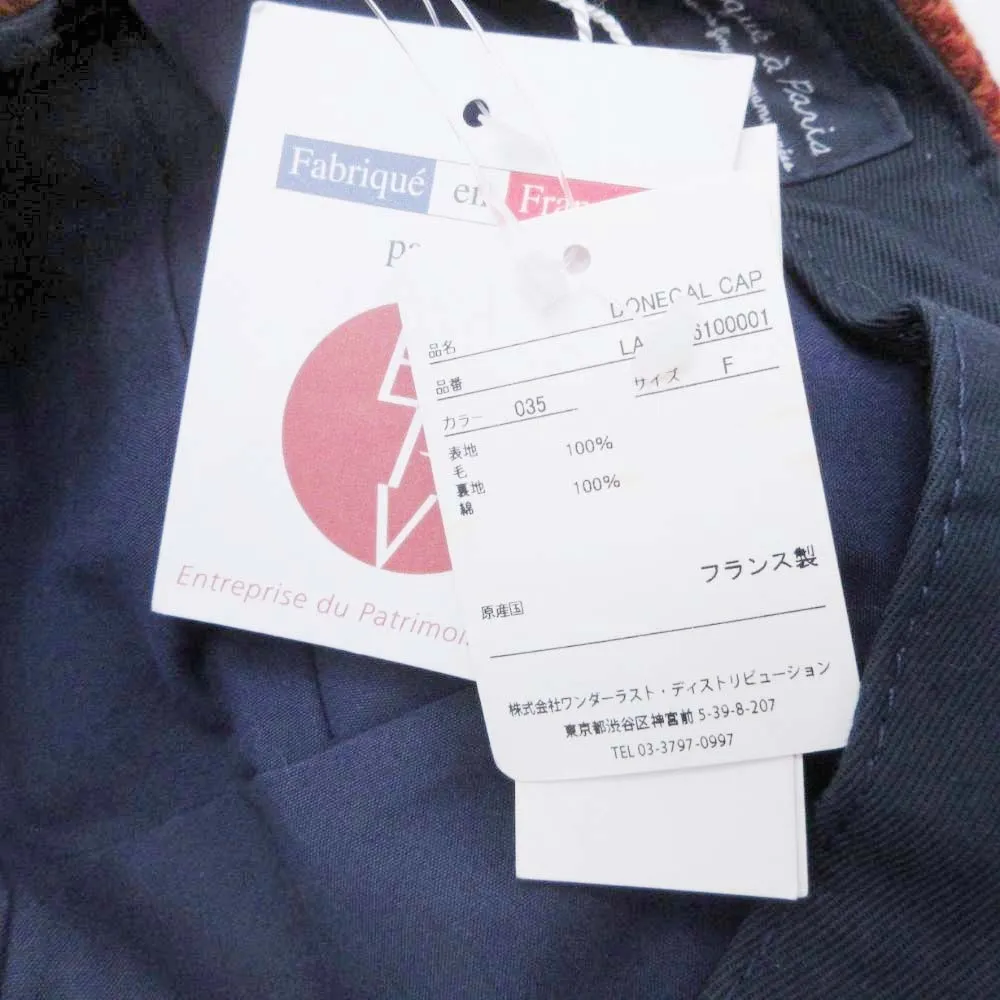 à Paris
Fabriqué en
Entreprise du
品名 DONEGAL CAP
品番 LA 6100001
カラー 035 サイズ F
表地 100%
毛
裏地 100%
綿
フランス製
原産国
株式会社ワンダーラスト・ディストリビューション
東京都渋谷区神宮前 5-39-8-207
TEL 03-3797-0997